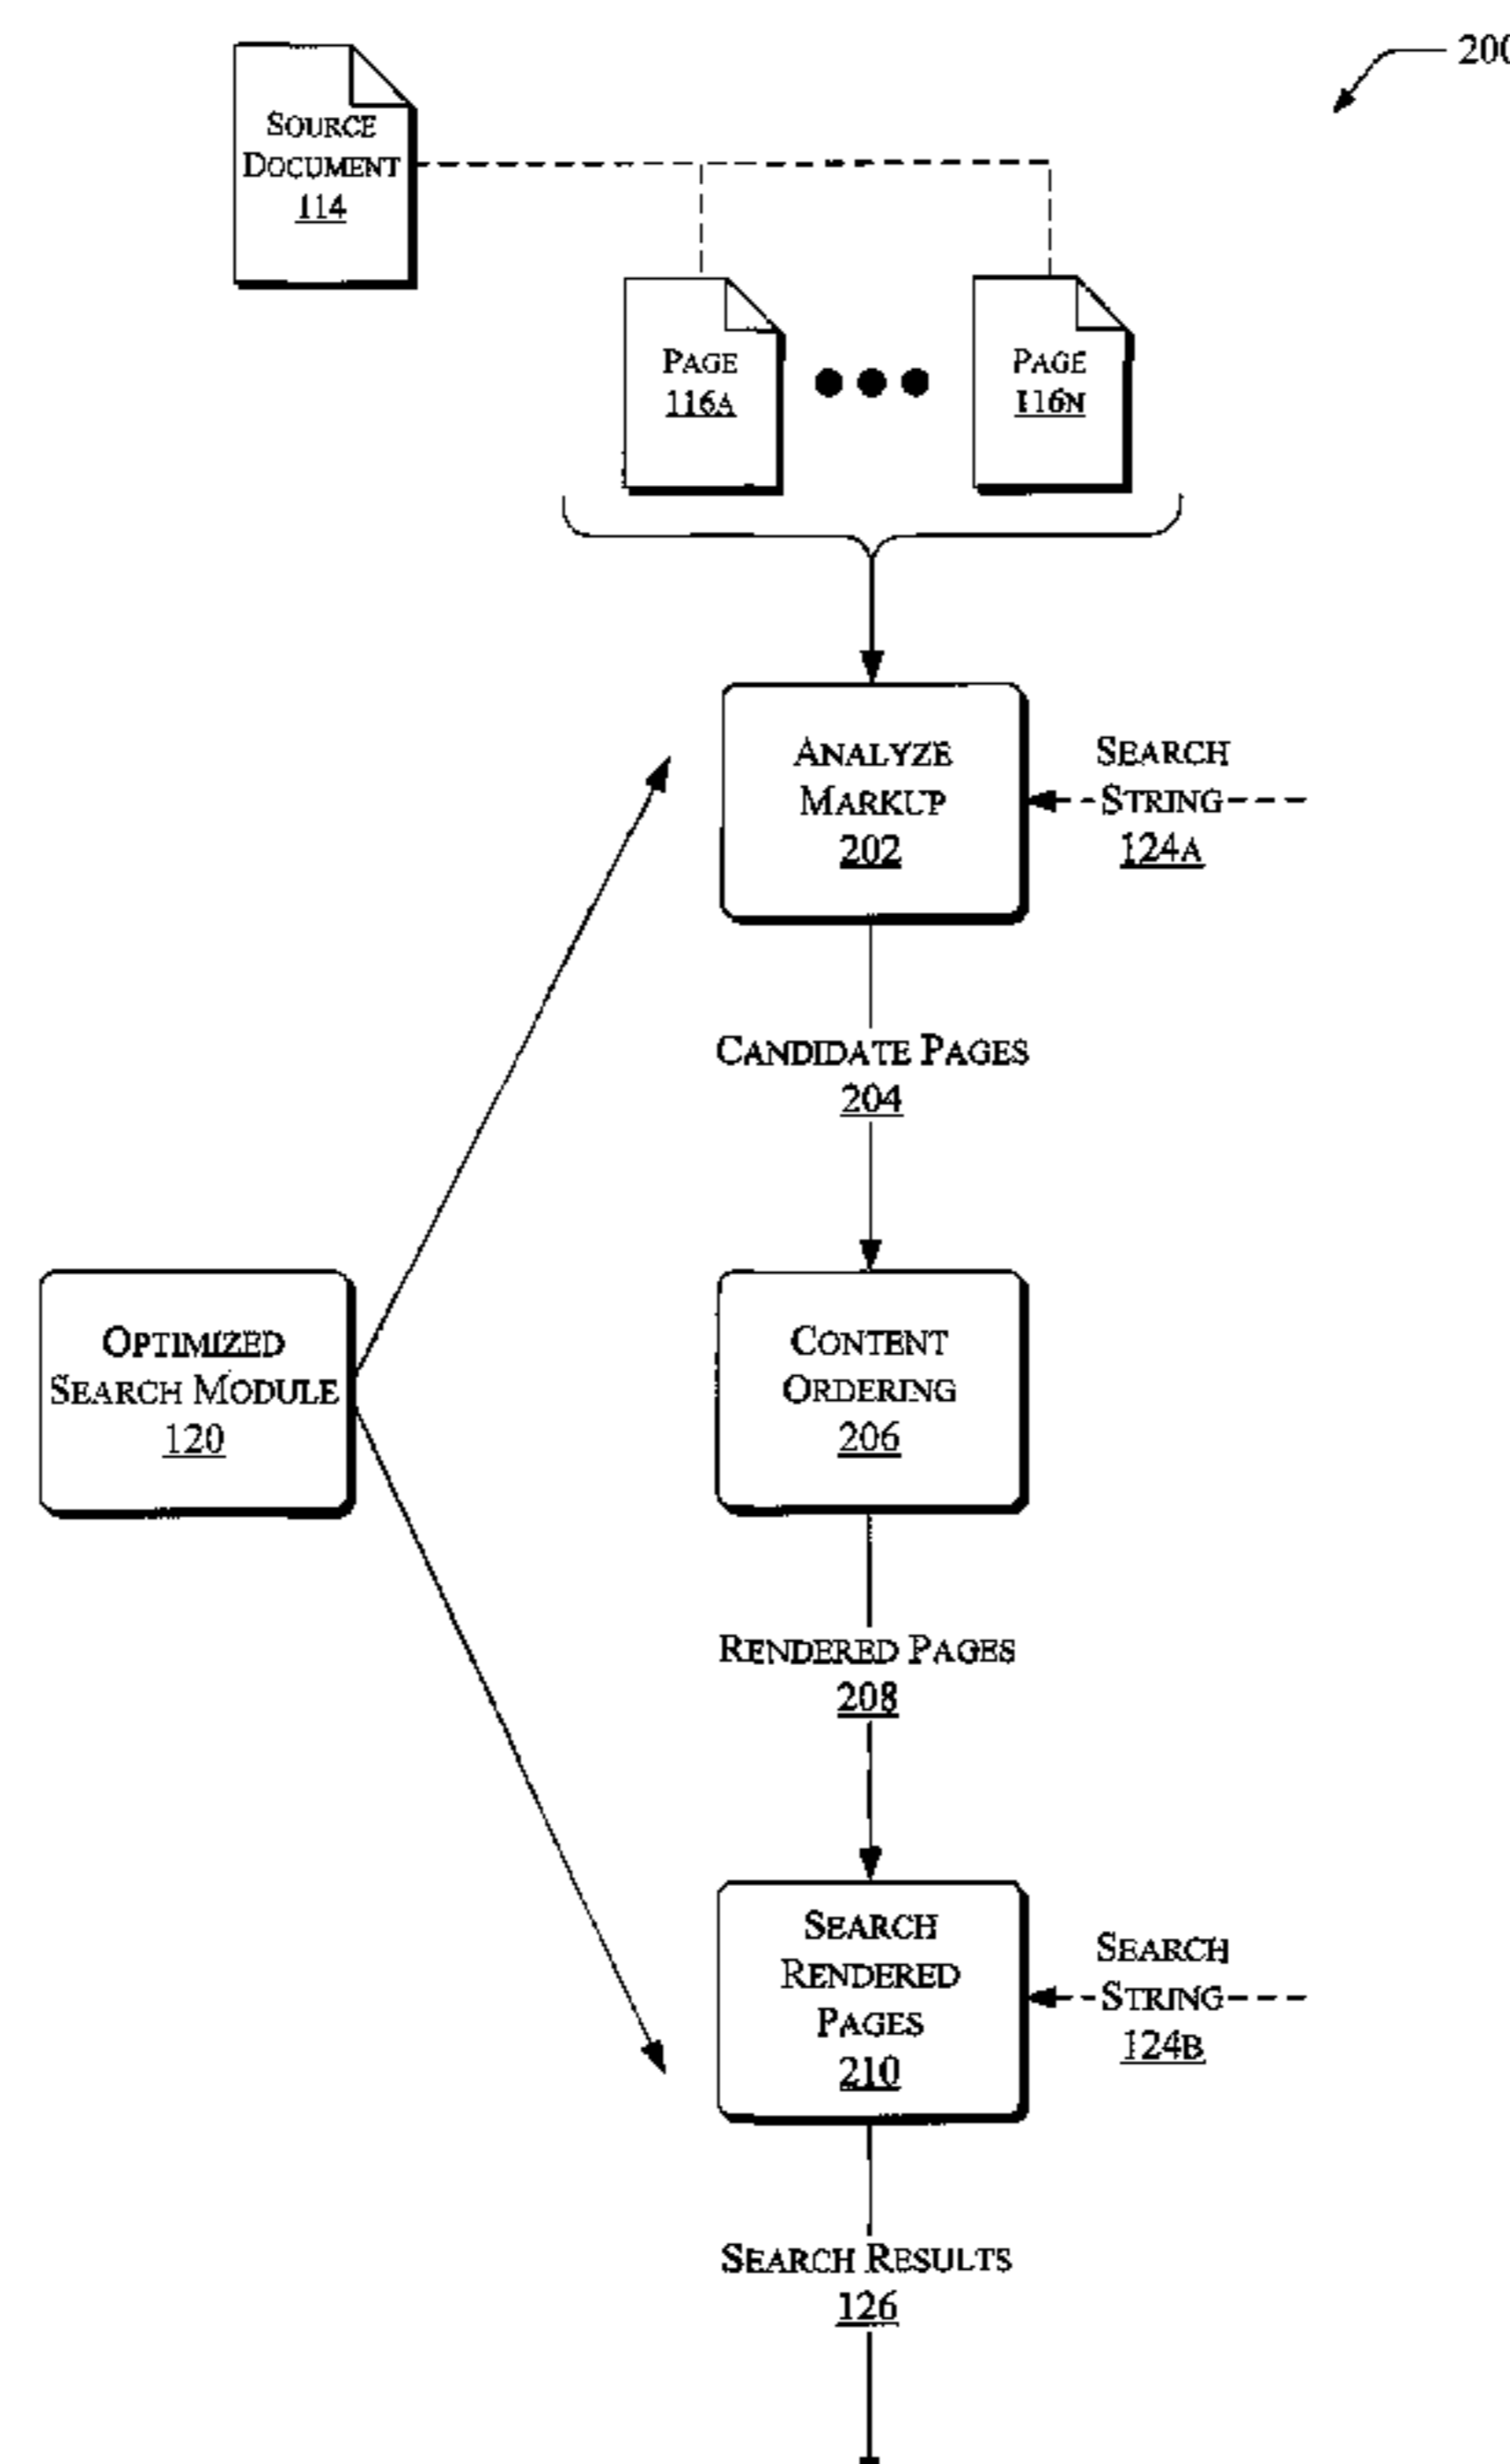 200
SOURCE
DOCUMENT
114
PAGE
116A
PAGE
116N
ANALYZE
MARKUP
202
SEARCH
STRING
124A
CANDIDATE PAGES
204
OPTIMIZED
SEARCH MODULE
120
CONTENT
ORDERING
206
RENDERED PAGES
208
SEARCH
RENDERED
PAGES
210
SEARCH
STRING
124B
SEARCH RESULTS
126